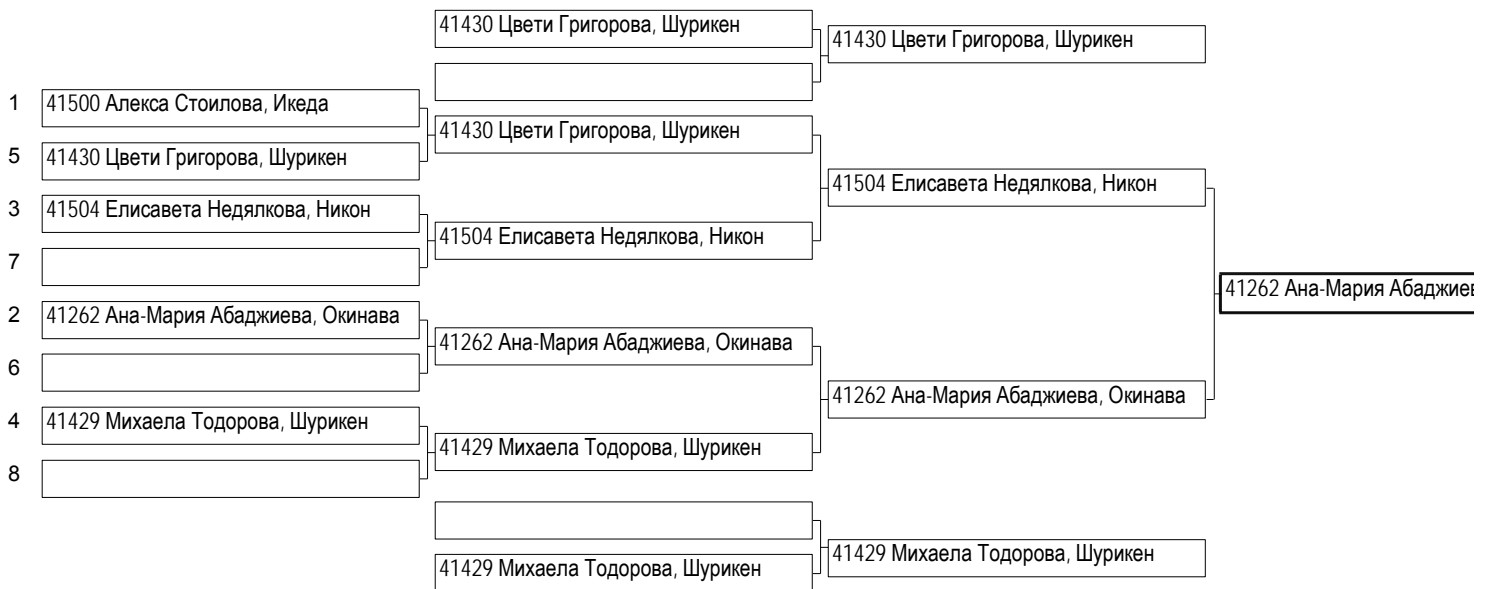 41430 Цвети Григорова, Шурикен
41430 Цвети Григорова, Шурикен
1 41500 Алекса Стоилова, Икеда
41430 Цвети Григорова, Шурикен
5 41430 Цвети Григорова, Шурикен
41504 Елисавета Недялкова, Никон
3 41504 Елисавета Недялкова, Никон
41504 Елисавета Недялкова, Никон
7
41262 Ана-Мария Абаджиев
2 41262 Ана-Мария Абаджиева, Окинава
41262 Ана-Мария Абаджиева, Окинава
6
41262 Ана-Мария Абаджиева, Окинава
4 41429 Михаела Тодорова, Шурикен
41429 Михаела Тодорова, Шурикен
8
41429 Михаела Тодорова, Шурикен
41429 Михаела Тодорова, Шурикен